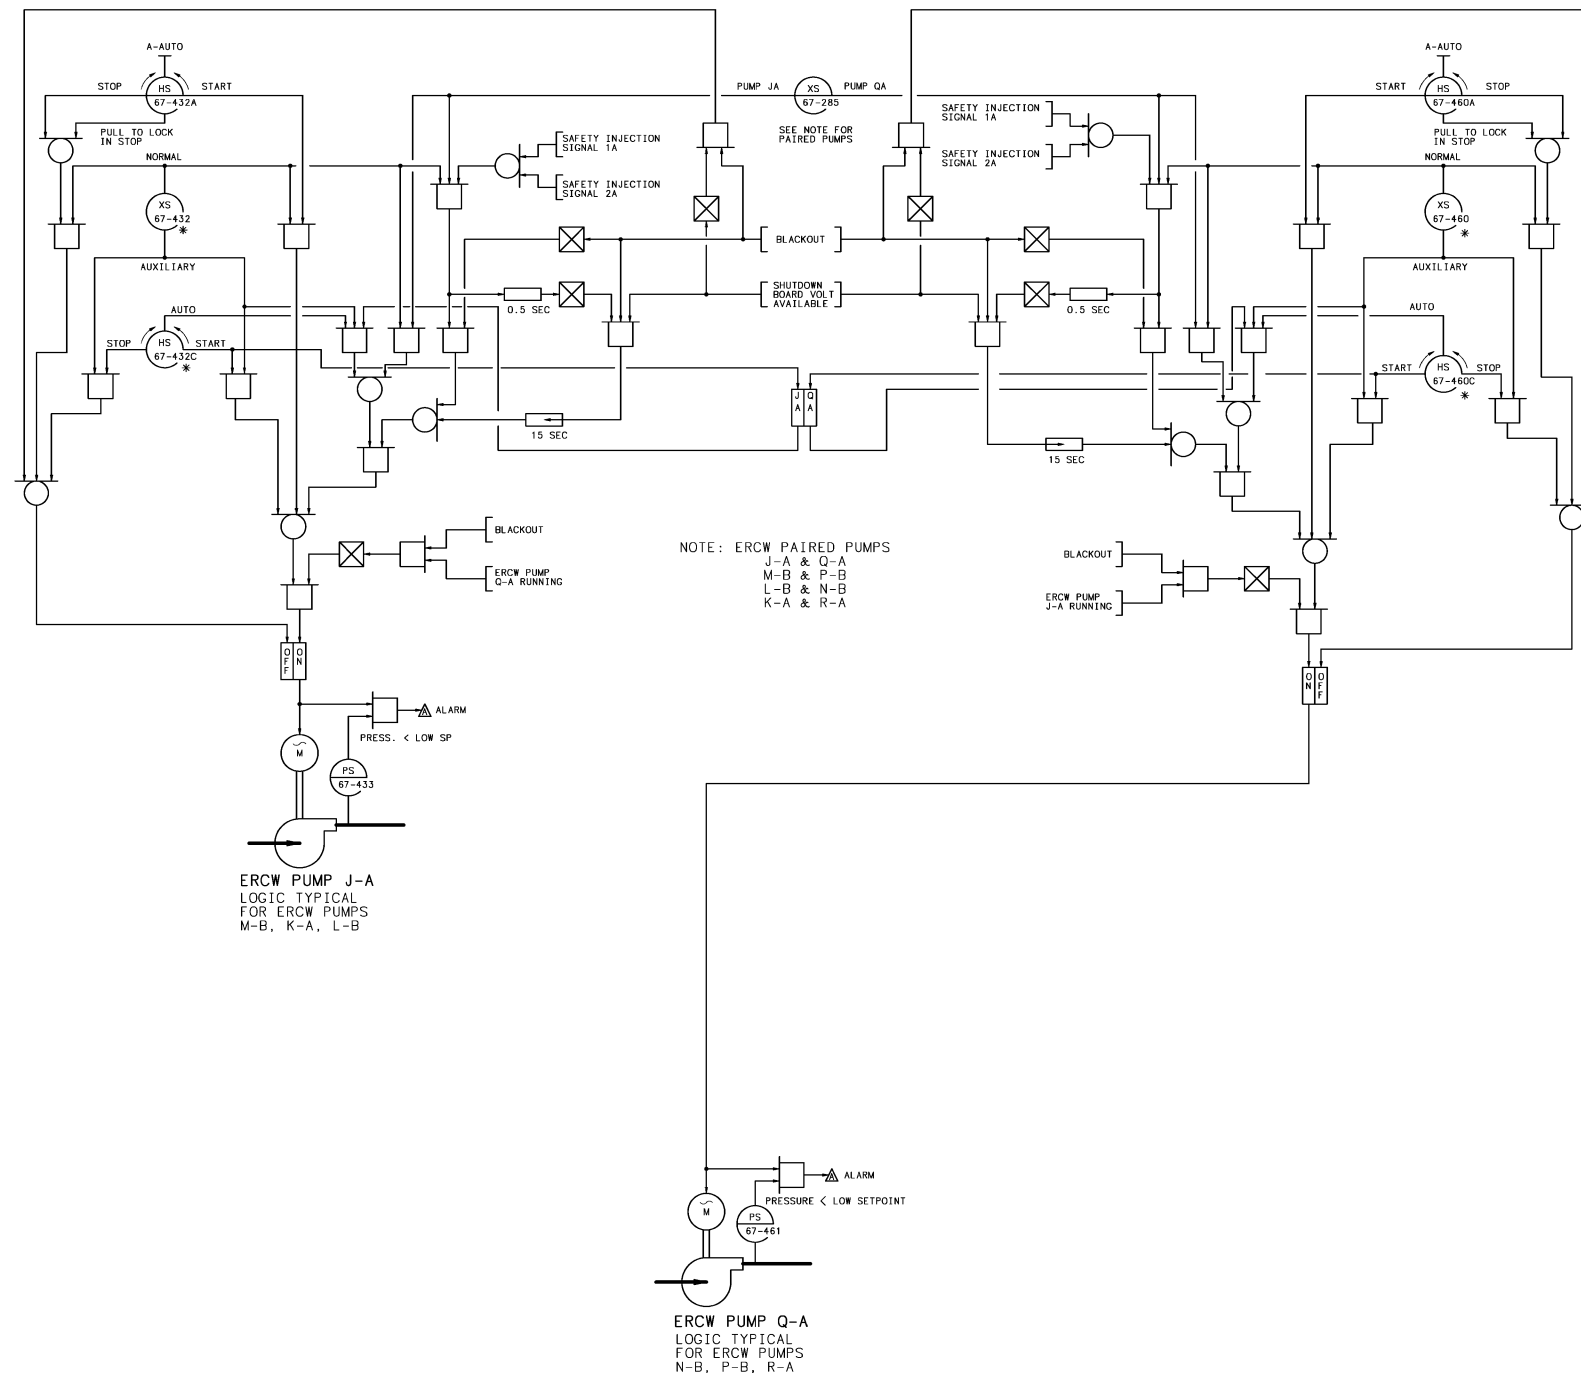 A-AUTO
STOP
START
HS
67-432A
PULL TO LOCK
IN STOP
NORMAL
XS
67-432
*
AUXILIARY
AUTO
STOP
START
HS
67-432C
*
SAFETY INJECTION
SIGNAL 1A
SAFETY INJECTION
SIGNAL 2A
PUMP JA
XS
67-285
PUMP QA
SEE NOTE FOR
PAIRED PUMPS
BLACKOUT
SHUTDOWN
BOARD VOLT
AVAILABLE
0.5 SEC
0.5 SEC
15 SEC
15 SEC
JA
QA
SAFETY INJECTION
SIGNAL 1A
SAFETY INJECTION
SIGNAL 2A
A-AUTO
START
STOP
HS
67-460A
PULL TO LOCK
IN STOP
NORMAL
XS
67-460
*
AUXILIARY
AUTO
START
STOP
HS
67-460C
*
BLACKOUT
ERCW PUMP
Q-A RUNNING
NOTE: ERCW PAIRED PUMPS
J-A & Q-A
M-B & P-B
L-B & N-B
K-A & R-A
BLACKOUT
ERCW PUMP
J-A RUNNING
OFF
ON
ON
OFF
A
ALARM
PRESS. < LOW SP
M
PS
67-433
ERCW PUMP J-A
LOGIC TYPICAL
FOR ERCW PUMPS
M-B, K-A, L-B
A
ALARM
PRESSURE < LOW SETPOINT
M
PS
67-461
ERCW PUMP Q-A
LOGIC TYPICAL
FOR ERCW PUMPS
N-B, P-B, R-A